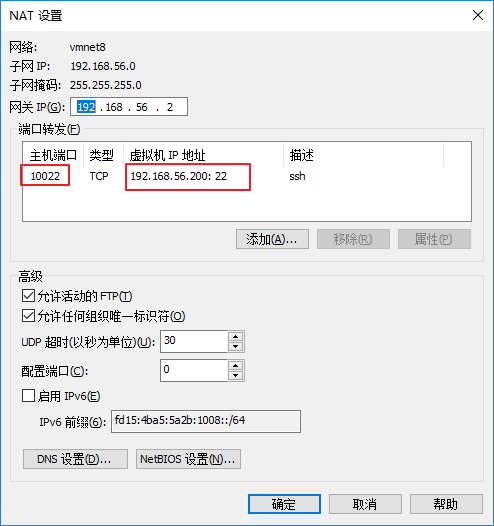 NAT 设置
网络: vmnet8
子网 IP: 192.168.56.0
子网掩码: 255.255.255.0
网关 IP(G): 192 . 168 . 56 . 2
端口转发(F)
主机端口 类型 虚拟机 IP 地址 描述
10022 TCP 192.168.56.200: 22 ssh
添加(A)... 移除(R) 属性(P)
高级
允许活动的 FTP(T)
允许任何组织唯一标识符(O)
UDP 超时(以秒为单位)(U): 30
配置端口(C): 0
启用 IPv6(E)
IPv6 前缀(6): fd15:4ba5:5a2b:1008::/64
DNS 设置(D)... NetBIOS 设置(N)...
确定 取消 帮助